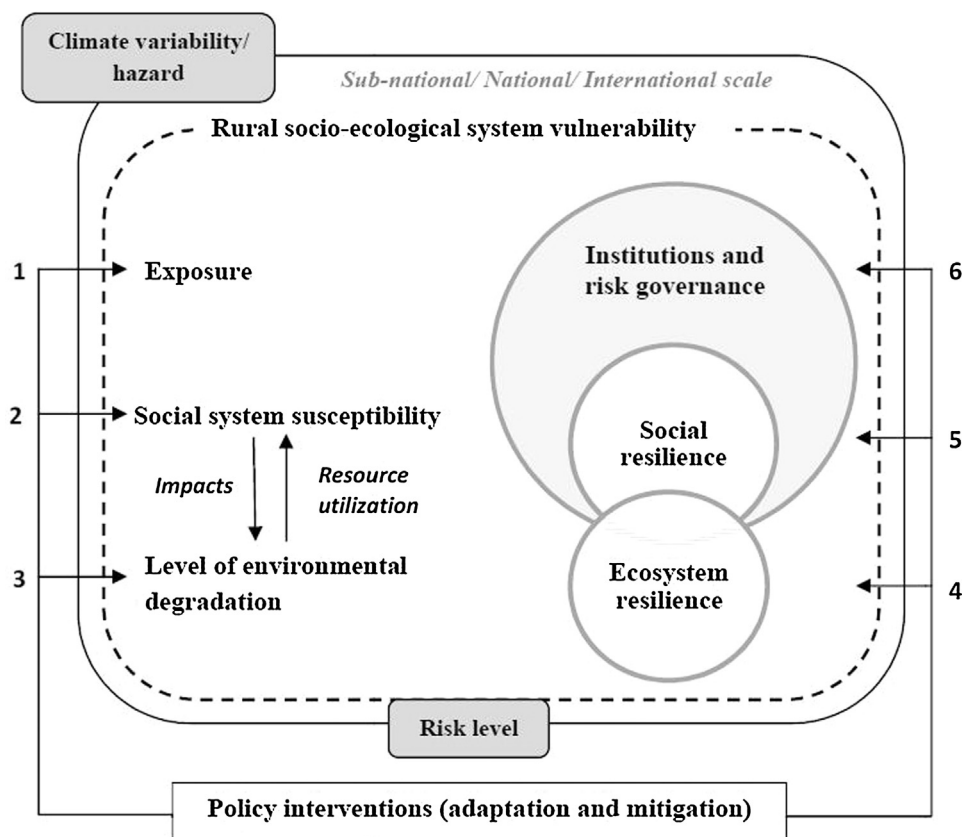 Climate variability/
hazard
Sub-national/ National/ International scale
Rural socio-ecological system vulnerability
1
Exposure
Institutions and
risk governance
6
2
Social system susceptibility
Social
resilience
5
Impacts
Resource
utilization
3
Level of environmental
degradation
Ecosystem
resilience
4
Risk level
Policy interventions (adaptation and mitigation)